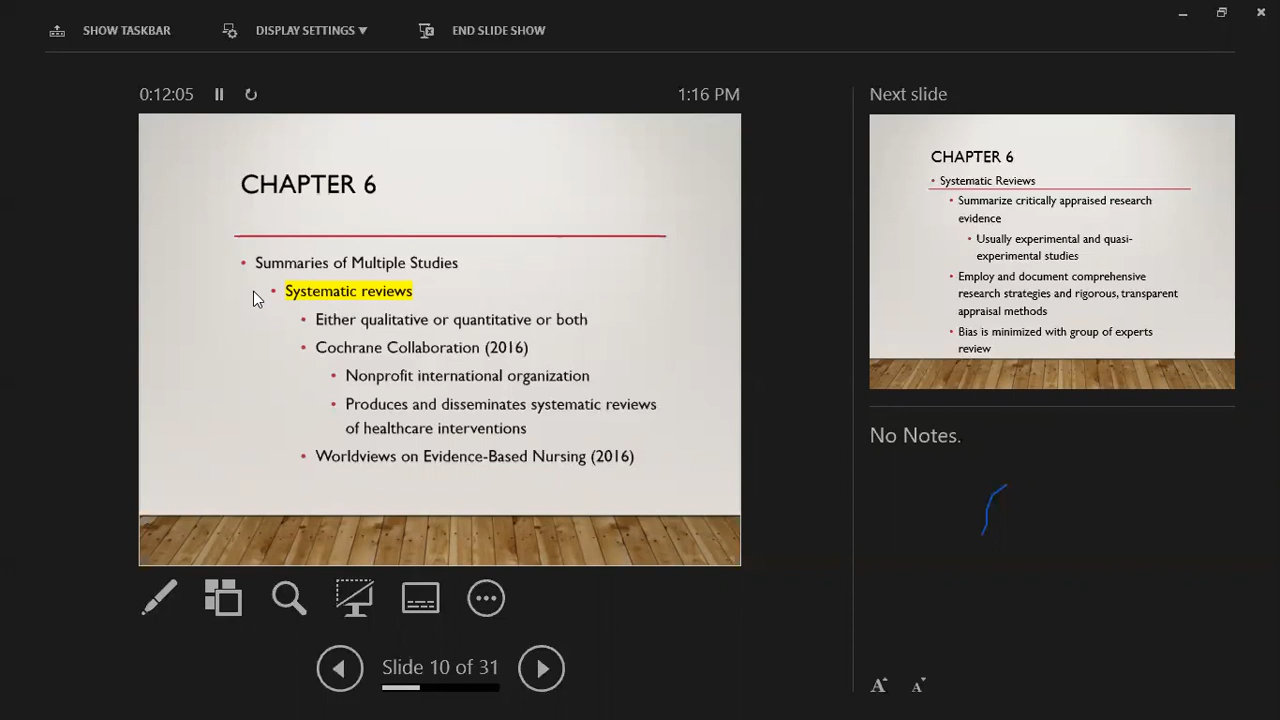 SHOW TASKBAR DISPLAY SETTINGS ▼ END SLIDE SHOW
0:12:05 1:16 PM
CHAPTER 6
• Summaries of Multiple Studies
• Systematic reviews
• Either qualitative or quantitative or both
• Cochrane Collaboration (2016)
• Nonprofit international organization
• Produces and disseminates systematic reviews
of healthcare interventions
• Worldviews on Evidence-Based Nursing (2016)
Slide 10 of 31
Next slide
CHAPTER 6
• Systematic Reviews
• Summarize critically appraised research
evidence
• Usually experimental and quasi-
experimental studies
• Employ and document comprehensive
research strategies and rigorous, transparent
appraisal methods
• Bias is minimized with group of experts
review
No Notes.
A A